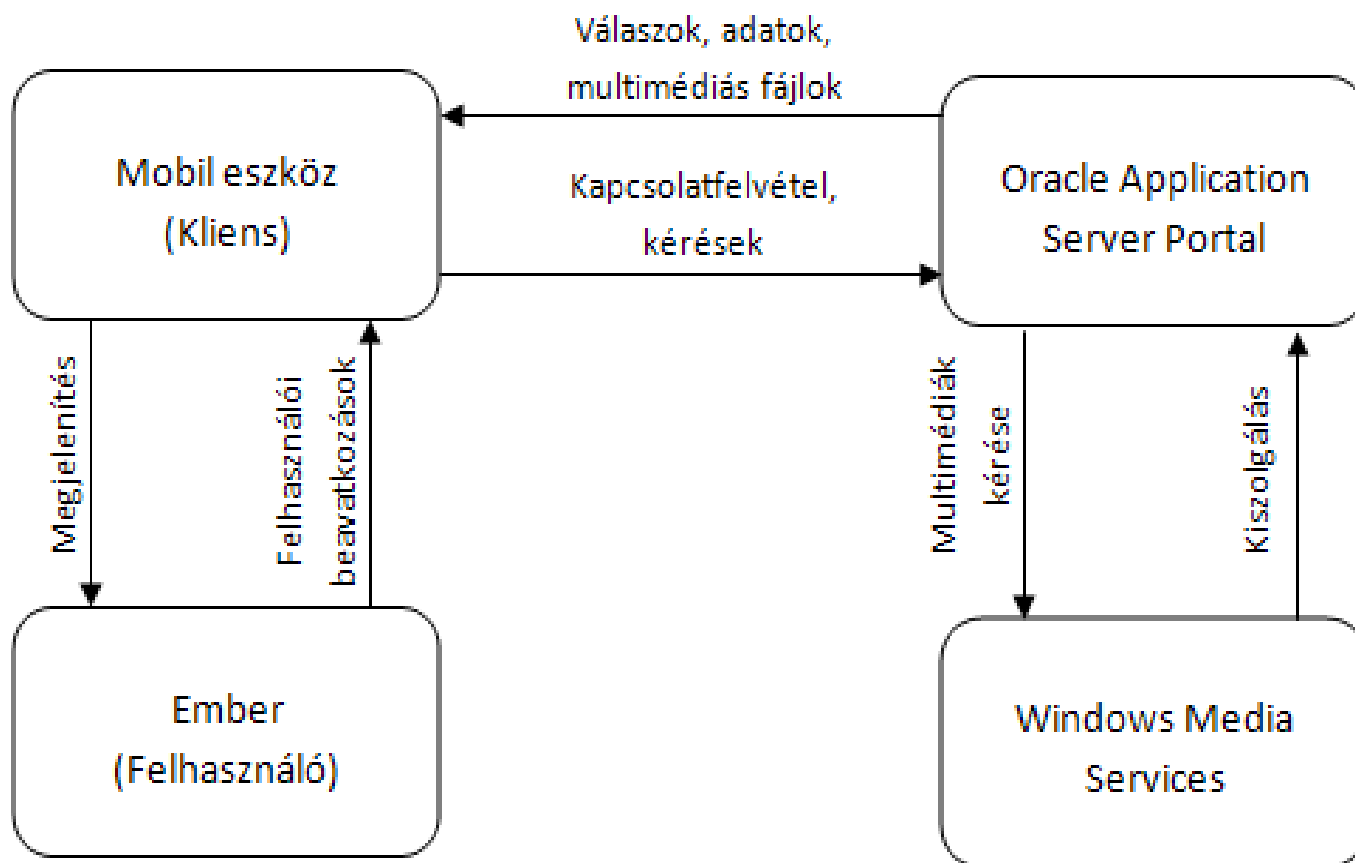 Válaszok, adatok,
multimédiás fájlok
Mobil eszköz
(Kliens)
Kapcsolatfelvétel,
kérések
Oracle Application
Server Portal
Megjelenítés
Felhasználói
beavatkozások
Multimédiák
kérése
Kiszolgálás
Ember
(Felhasználó)
Windows Media
Services